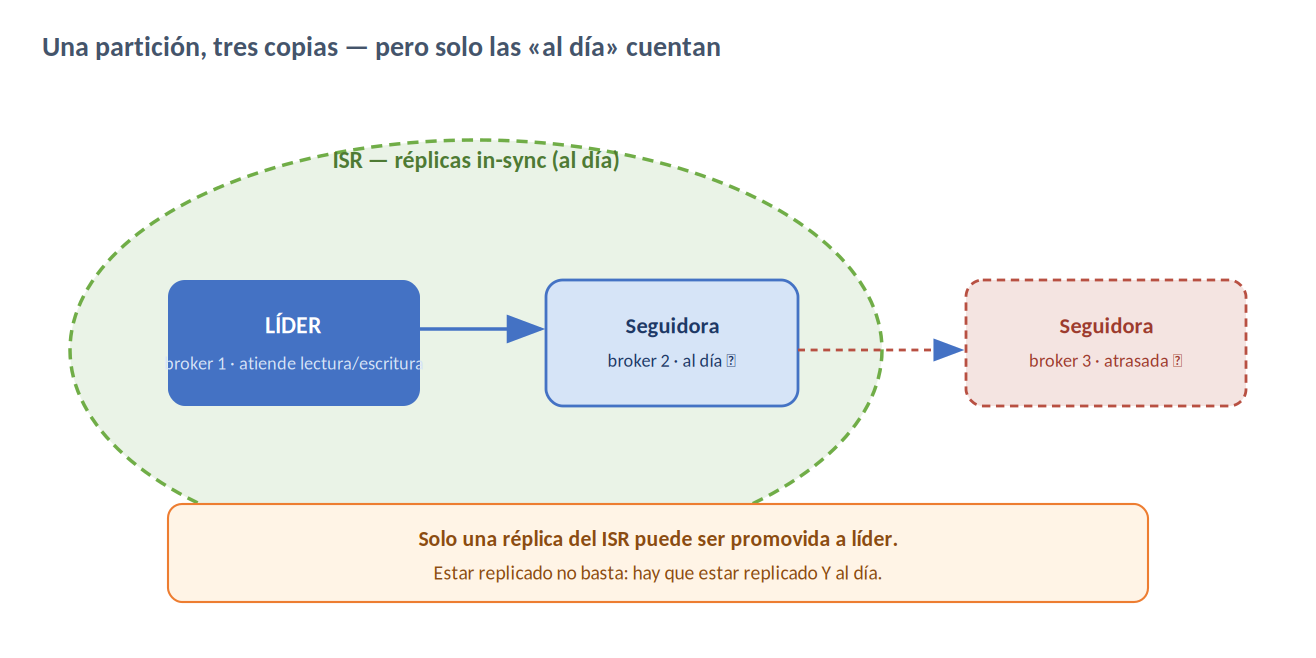 Una partición, tres copias — pero solo las «al día» cuentan
ISR — réplicas in-sync (al día)
LÍDER
broker 1 · atiende lectura/escritura
Seguidora
broker 2 · al día
Seguidora
broker 3 · atrasada
Solo una réplica del ISR puede ser promovida a líder.
Estar replicado no basta: hay que estar replicado Y al día.